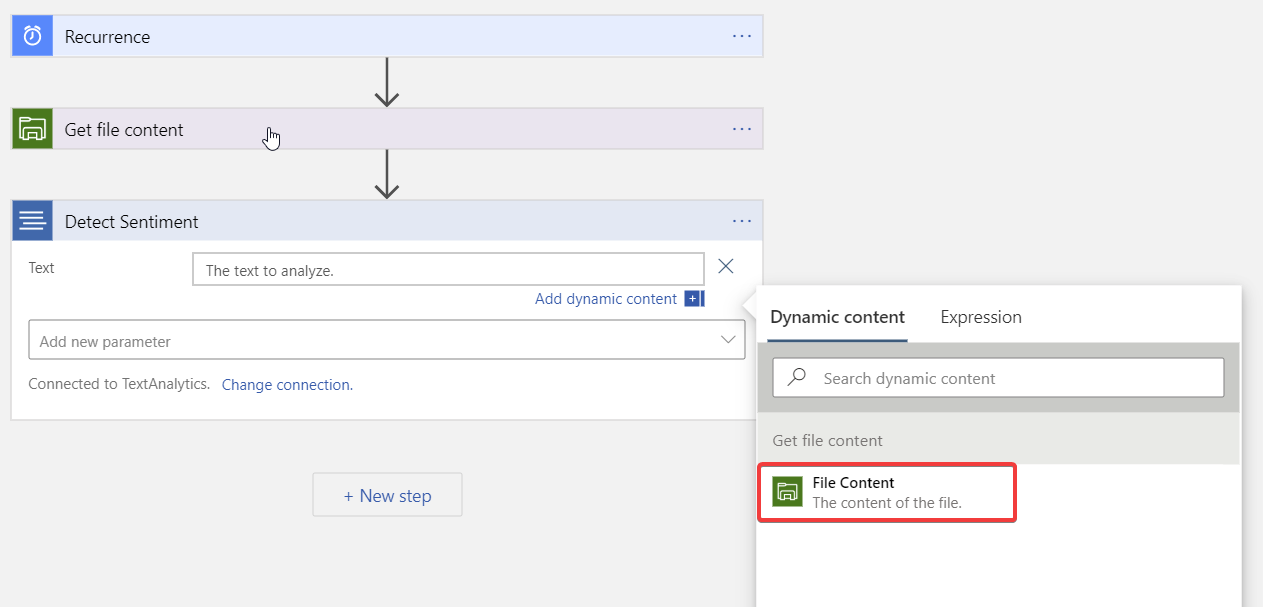 Recurrence
...
Get file content
...
Detect Sentiment
...
Text
The text to analyze.
Add dynamic content
Add new parameter
Connected to TextAnalytics. Change connection.
+ New step
Dynamic content
Expression
Search dynamic content
Get file content
File Content
The content of the file.